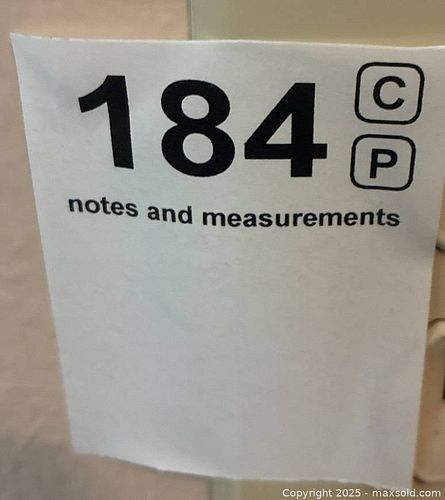 184 C
P
notes and measurements
Copyright 2025 - maxsold.com